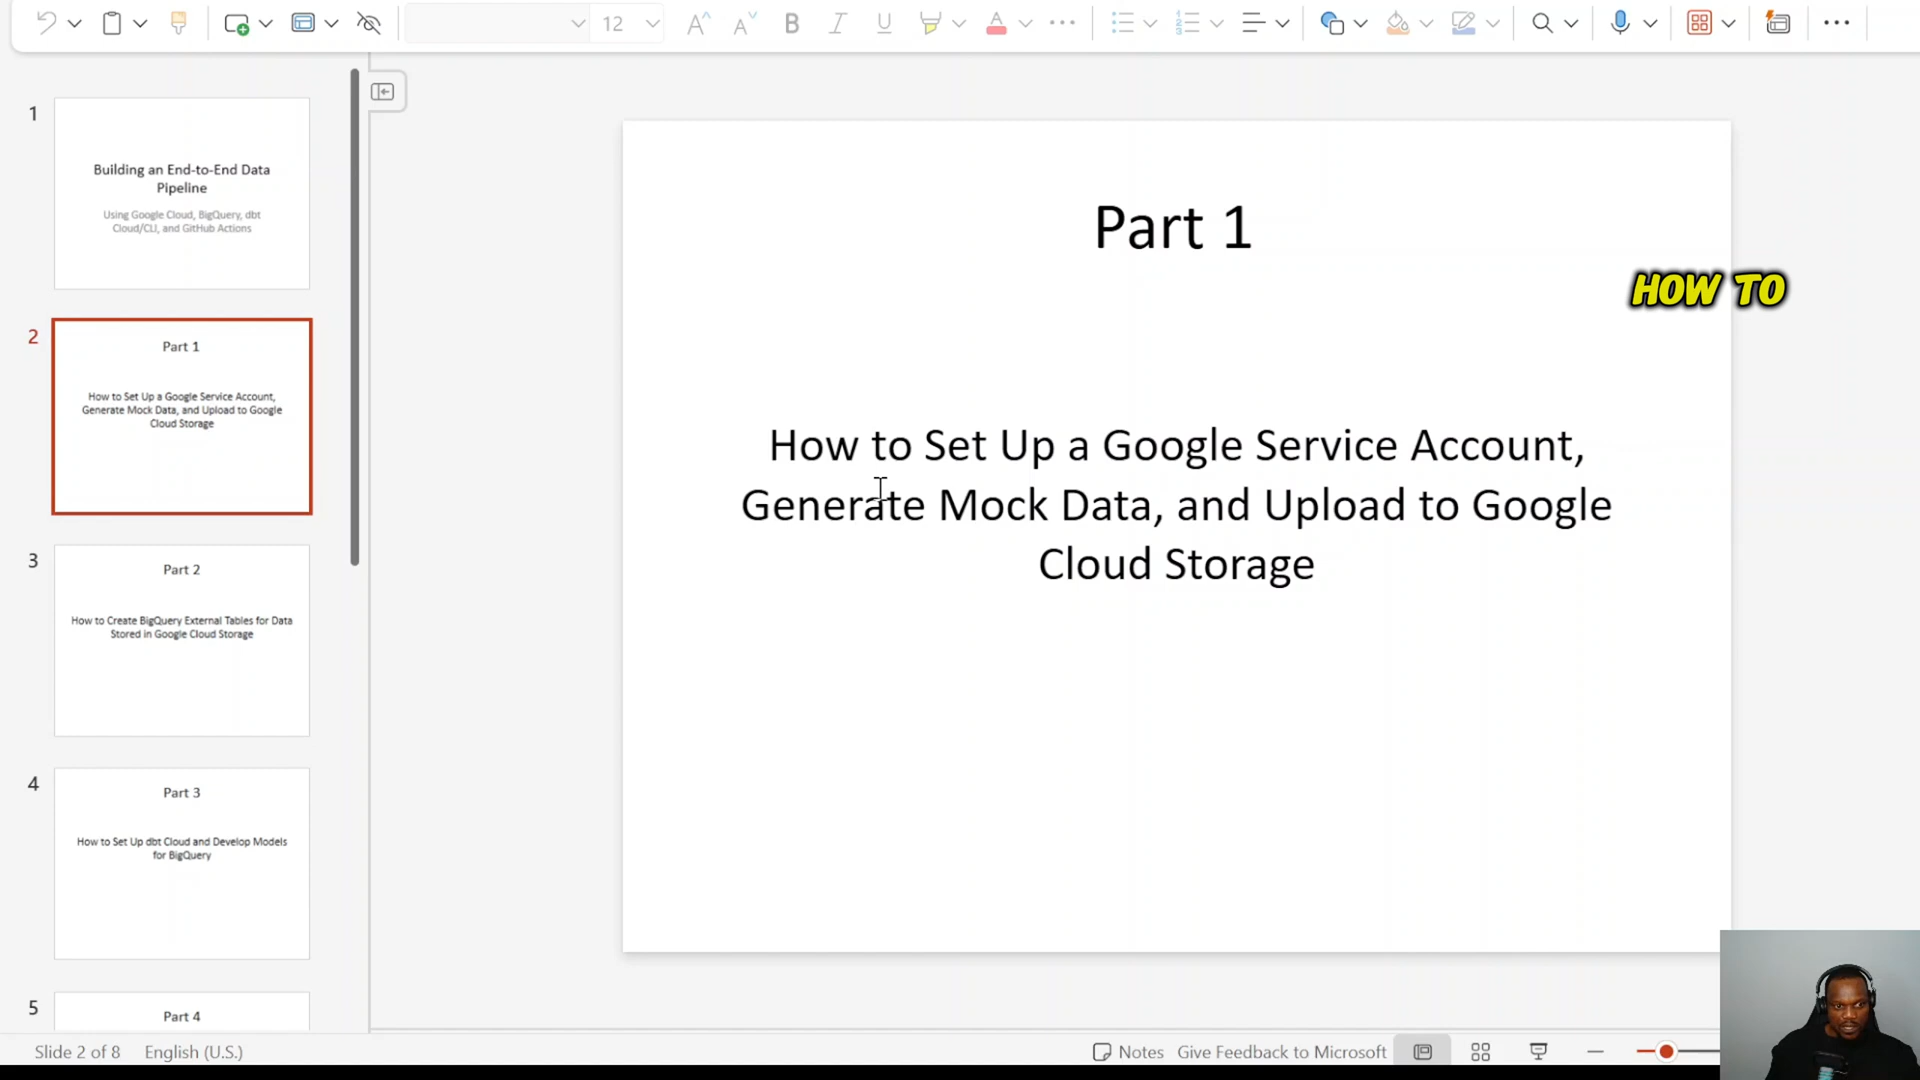 12
1
Building an End-to-End Data
Pipeline
Using Google Cloud, BigQuery, dbt
Cloud/CLI, and GitHub Actions
2
Part 1
How to Set Up a Google Service Account,
Generate Mock Data, and Upload to Google
Cloud Storage
3
Part 2
How to Create BigQuery External Tables for Data
Stored in Google Cloud Storage
4
Part 3
How to Set Up dbt Cloud and Develop Models
for BigQuery
5
Part 4
Part 1
HOW TO
How to Set Up a Google Service Account,
Generate Mock Data, and Upload to Google
Cloud Storage
Slide 2 of 8 English (U.S.) Notes Give Feedback to Microsoft